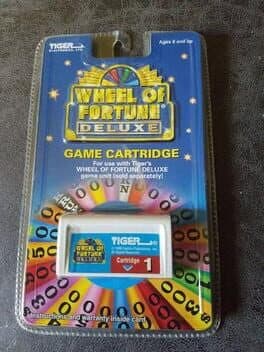 TIGER
ELECTRONICS, LTD.
Ages 8 and up
WHEEL OF
FORTUNE
DELUXE
GAME CARTRIDGE
For use with Tiger's
WHEEL OF FORTUNE DELUXE
game unit (sold separately)
WHEEL OF
FORTUNE
DELUXE
TIGER
Cartridge 1
Instructions and warranty inside card